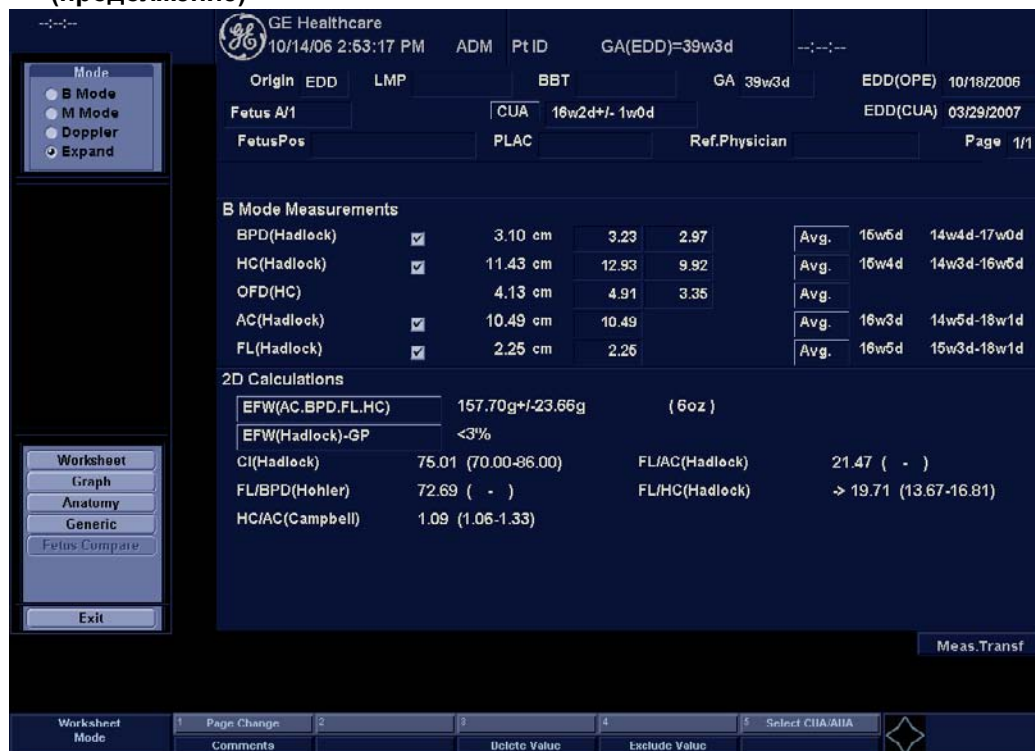 (продолжение)
--:--:--
GE Healthcare
10/14/06 2:53:17 PM ADM Pt ID GA(EDD)=39w3d --:--:--
Mode
B Mode
M Mode
Doppler
Expand
Origin EDD LMP BBT GA 39w3d EDD(OPE) 10/18/2006
Fetus A/1 CUA 16w2d+/- 1w0d EDD(CUA) 03/29/2007
FetusPos PLAC Ref.Physician Page 1/1
B Mode Measurements
BPD(Hadlock) 3.10 cm 3.23 2.97 Avg. 15w5d 14w4d-17w0d
HC(Hadlock) 11.43 cm 12.93 9.92 Avg. 15w4d 14w3d-16w5d
OFD(HC) 4.13 cm 4.91 3.35 Avg.
AC(Hadlock) 10.49 cm 10.49 Avg. 16w3d 14w5d-18w1d
FL(Hadlock) 2.25 cm 2.25 Avg. 16w5d 15w3d-18w1d
2D Calculations
EFW(AC.BPD.FL.HC) 157.70g+/-23.66g (6oz)
EFW(Hadlock)-GP <3%
CI(Hadlock) 75.01 (70.00-86.00) FL/AC(Hadlock) 21.47 ( - )
FL/BPD(Hohler) 72.69 ( - ) FL/HC(Hadlock) -> 19.71 (13.67-16.81)
HC/AC(Campbell) 1.09 (1.06-1.33)
Worksheet
Graph
Anatomy
Generic
Fetus Compare
Exit
Meas.Transf
Worksheet Mode
1 Page Change 2 3 4 5 Select CUA/AUA
Comments Delete Value Exclude Value